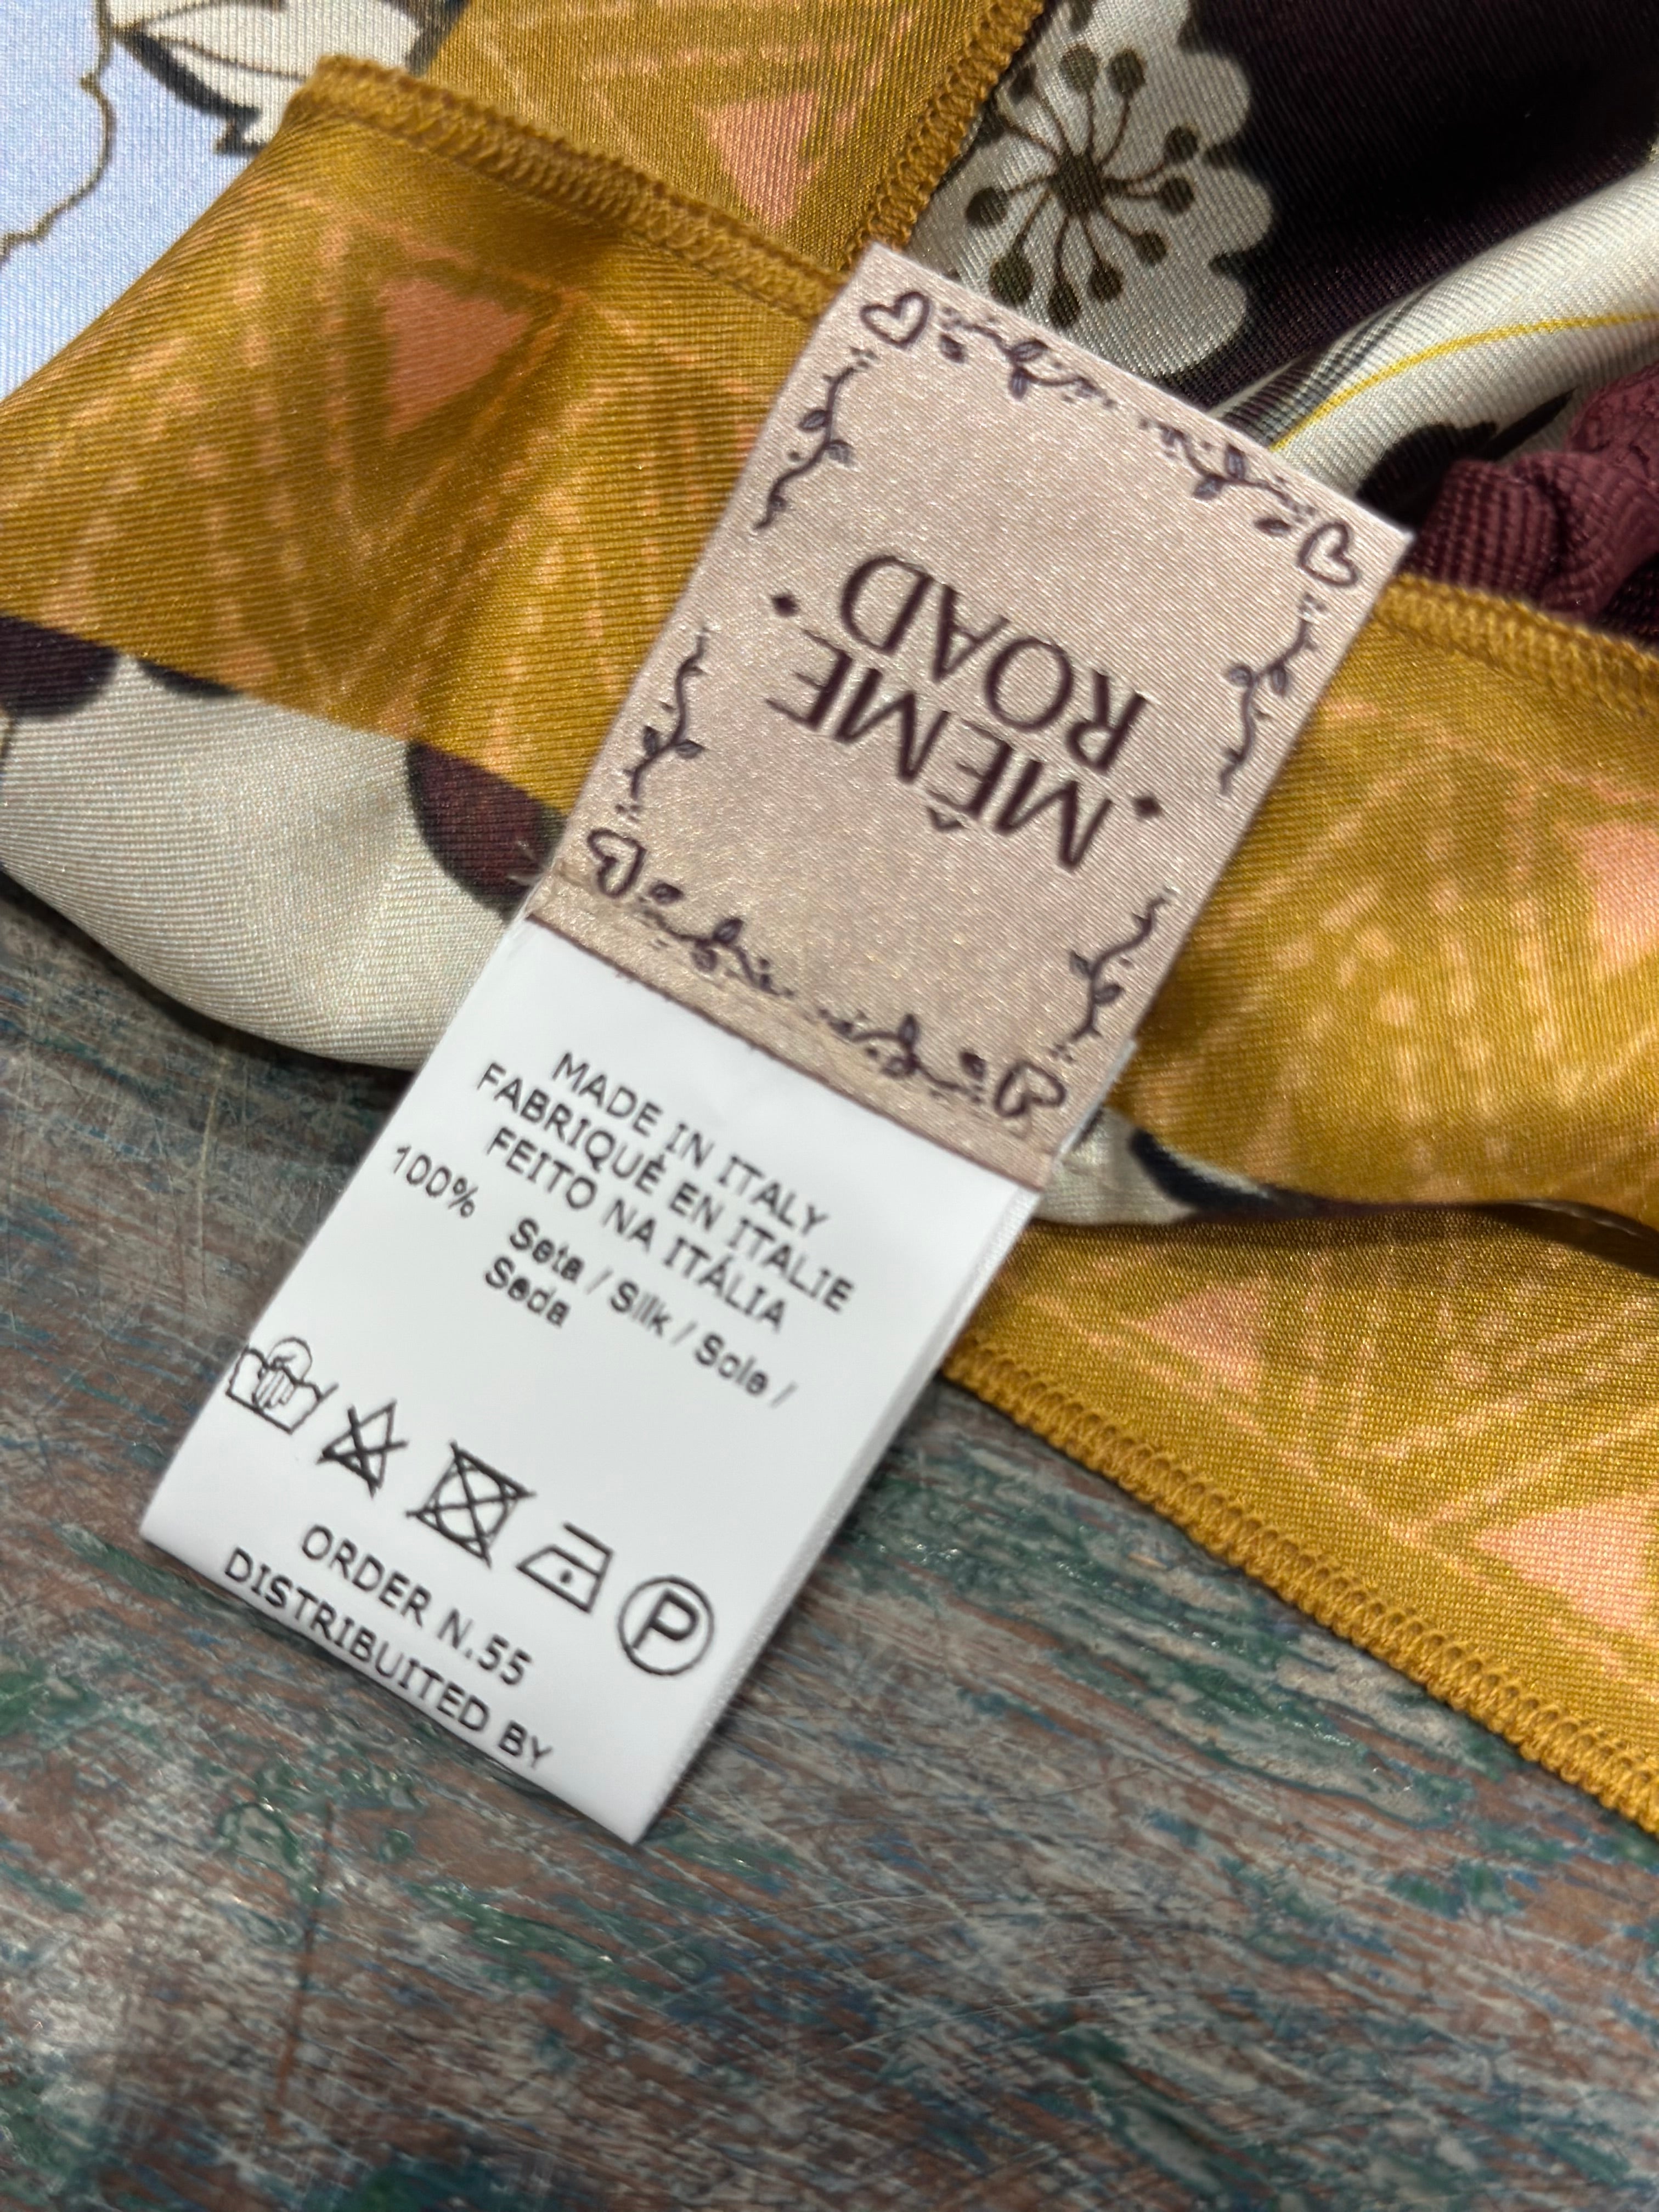 MÊME
ROAD
MADE IN ITALY
FABRIQUÉ EN ITALIE
FEITO NA ITÁLIA
100% Seta / Silk / Soie /
Seda
P
ORDER N.55
DISTRIBUITED BY